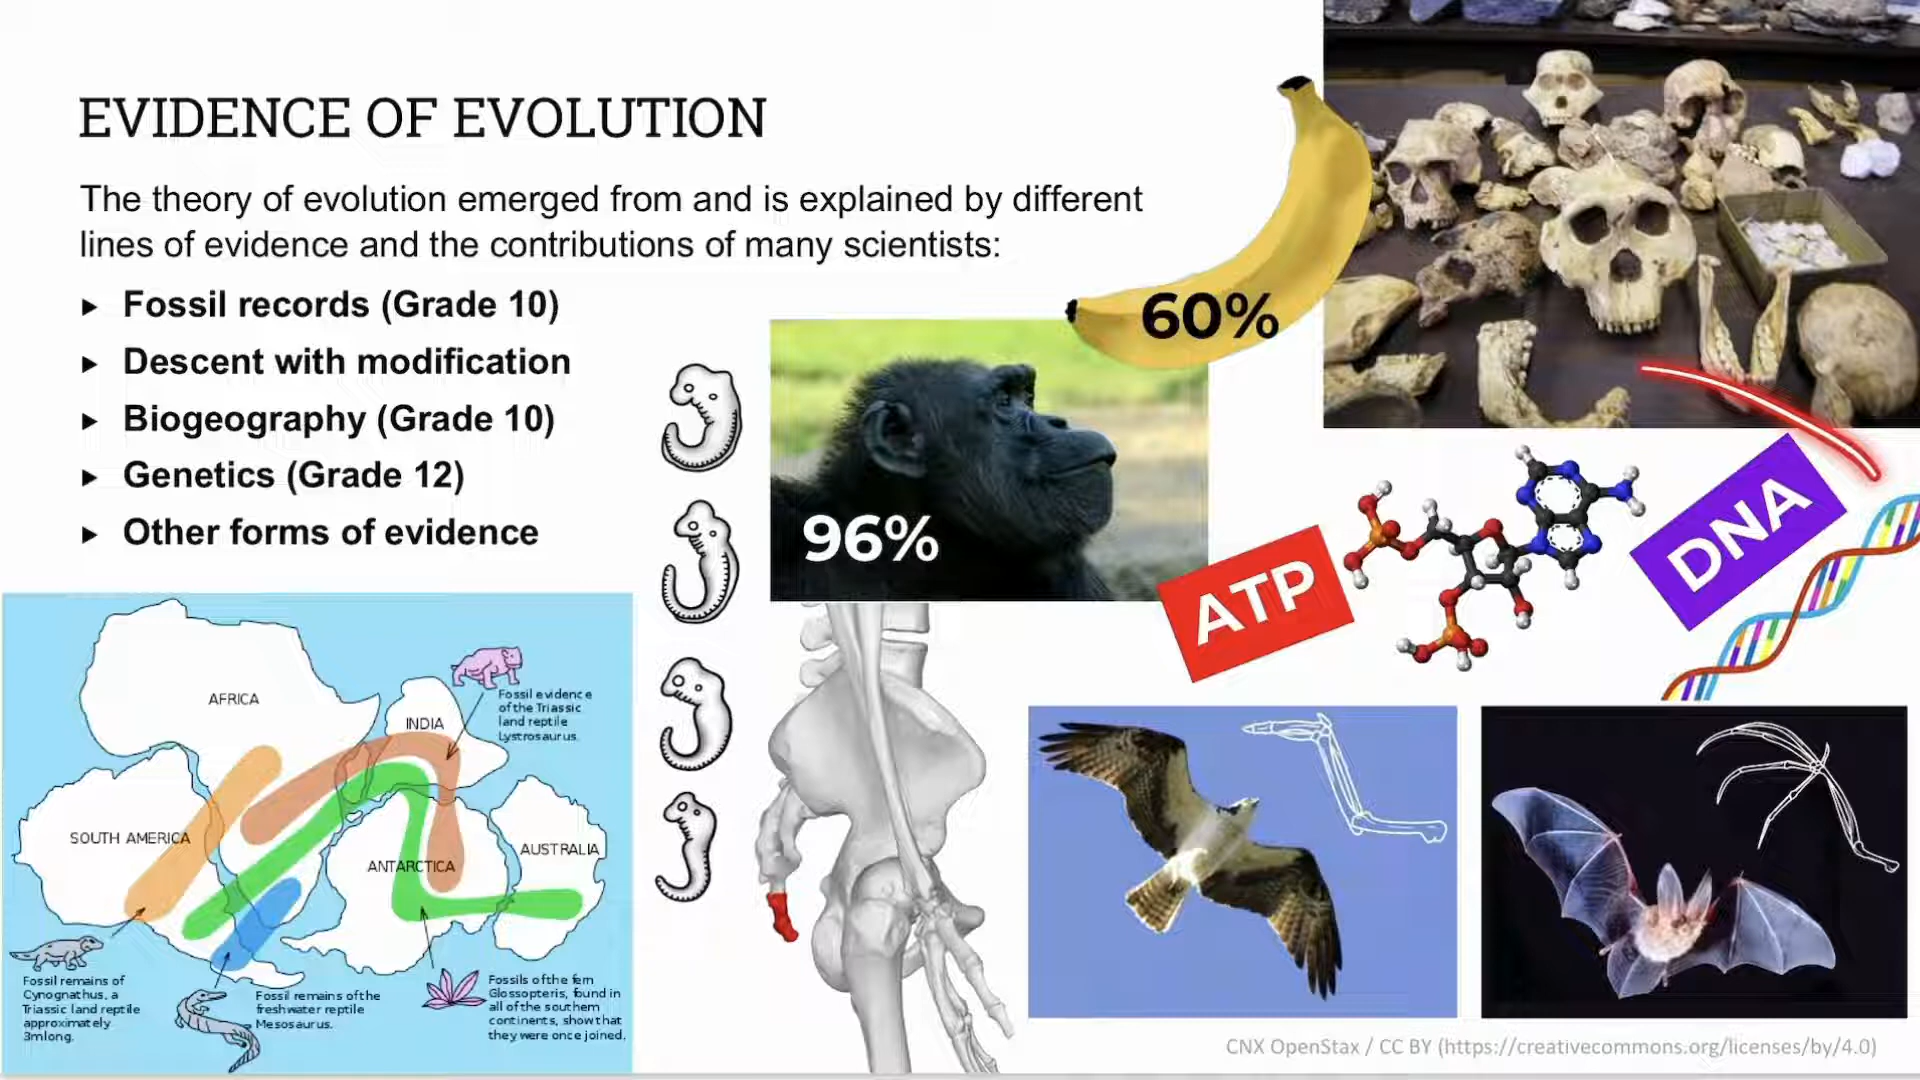 EVIDENCE OF EVOLUTION
The theory of evolution emerged from and is explained by different
lines of evidence and the contributions of many scientists:
Fossil records (Grade 10)
Descent with modification
Biogeography (Grade 10)
Genetics (Grade 12)
Other forms of evidence
60%
96%
ATP
DNA
AFRICA
INDIA
Fossil evidence
of the Triassic
land reptile
Lystrosaurus.
SOUTH AMERICA
ANTARCTICA
AUSTRALIA
Fossil remains of
Cynognathus, a
Triassic land reptile
approximately
3mlong.
Fossil remains of the
freshwater reptile
Mesosaurus.
Fossils of the fern
Glossopteris, found in
all of the southern
continents, show that
they were once joined.
CNX OpenStax / CC BY (https://creativecommons.org/licenses/by/4.0)